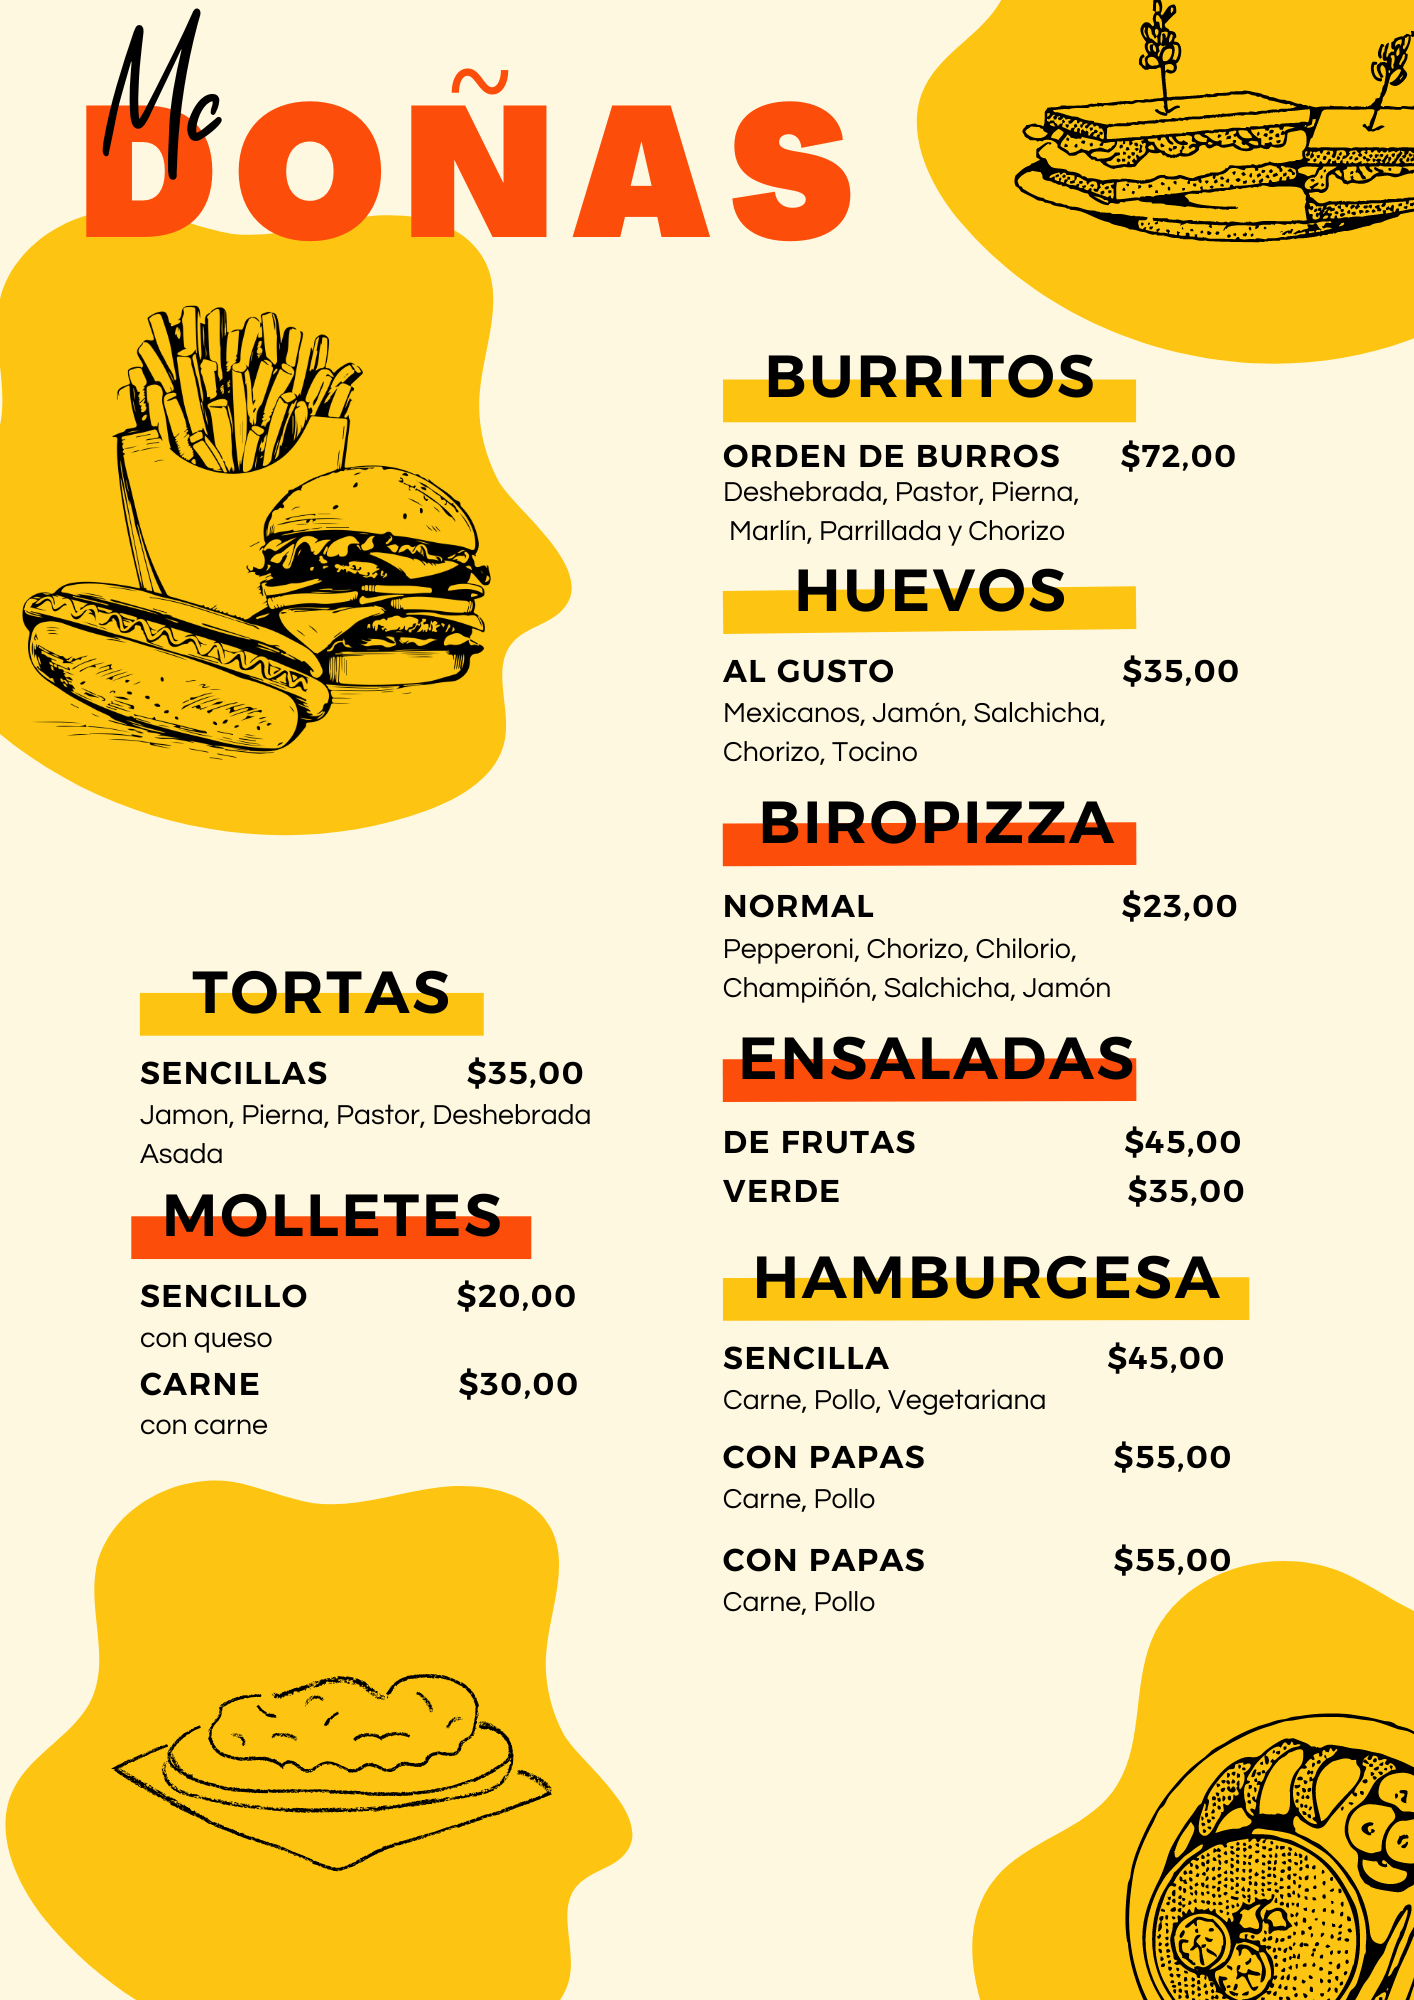 Mc
DOÑAS
TORTAS
SENCILLAS $35,00
Jamon, Pierna, Pastor, Deshebrada
Asada
MOLLETES
SENCILLO $20,00
con queso
CARNE $30,00
con carne
BURRITOS
ORDEN DE BURROS $72,00
Deshebrada, Pastor, Pierna,
Marlín, Parrillada y Chorizo
HUEVOS
AL GUSTO $35,00
Mexicanos, Jamón, Salchicha,
Chorizo, Tocino
BIROPIZZA
NORMAL $23,00
Pepperoni, Chorizo, Chilorio,
Champiñón, Salchicha, Jamón
ENSALADAS
DE FRUTAS $45,00
VERDE $35,00
HAMBURGESA
SENCILLA $45,00
Carne, Pollo, Vegetariana
CON PAPAS $55,00
Carne, Pollo
CON PAPAS $55,00
Carne, Pollo